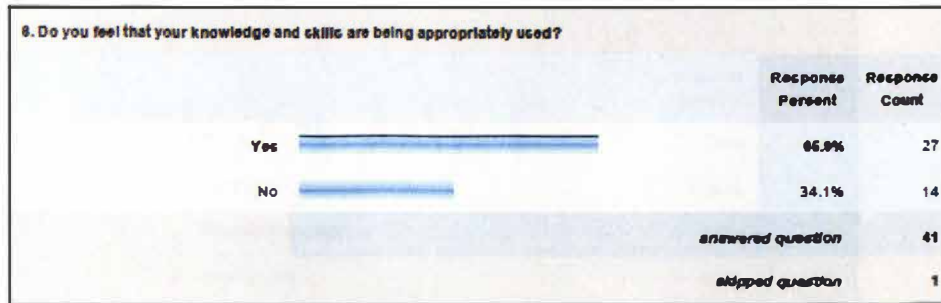 6. Do you feel that your knowledge and skills are being appropriately used?
Response Percent Response Count
Yes 65.9% 27
No 34.1% 14
answered question 41
skipped question 1